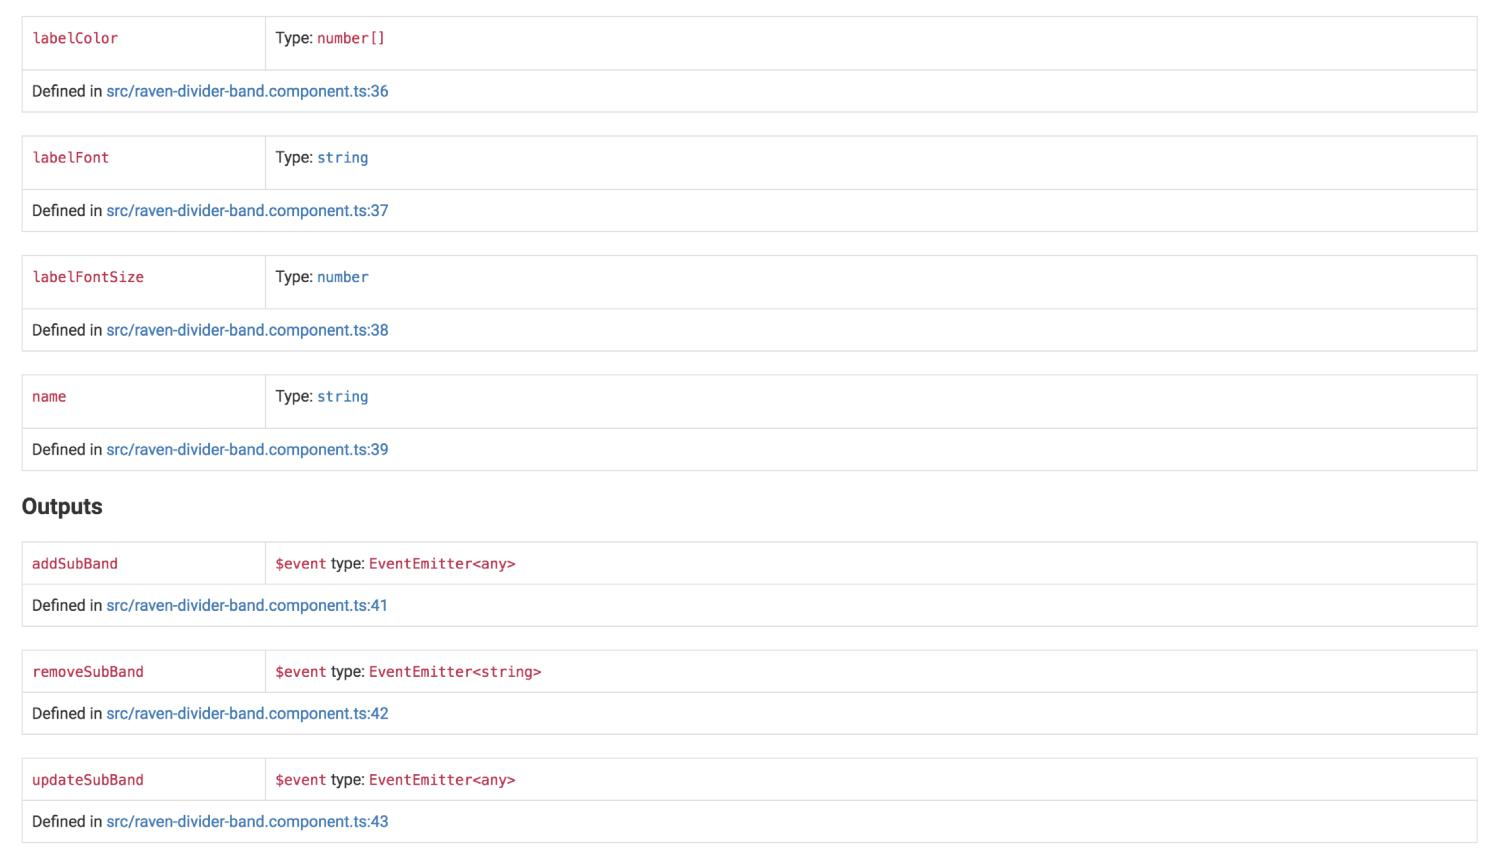 labelColor Type: number[]
Defined in src/raven-divider-band.component.ts:36
labelFont Type: string
Defined in src/raven-divider-band.component.ts:37
labelFontSize Type: number
Defined in src/raven-divider-band.component.ts:38
name Type: string
Defined in src/raven-divider-band.component.ts:39
Outputs
addSubBand $event type: EventEmitter<any>
Defined in src/raven-divider-band.component.ts:41
removeSubBand $event type: EventEmitter<string>
Defined in src/raven-divider-band.component.ts:42
updateSubBand $event type: EventEmitter<any>
Defined in src/raven-divider-band.component.ts:43